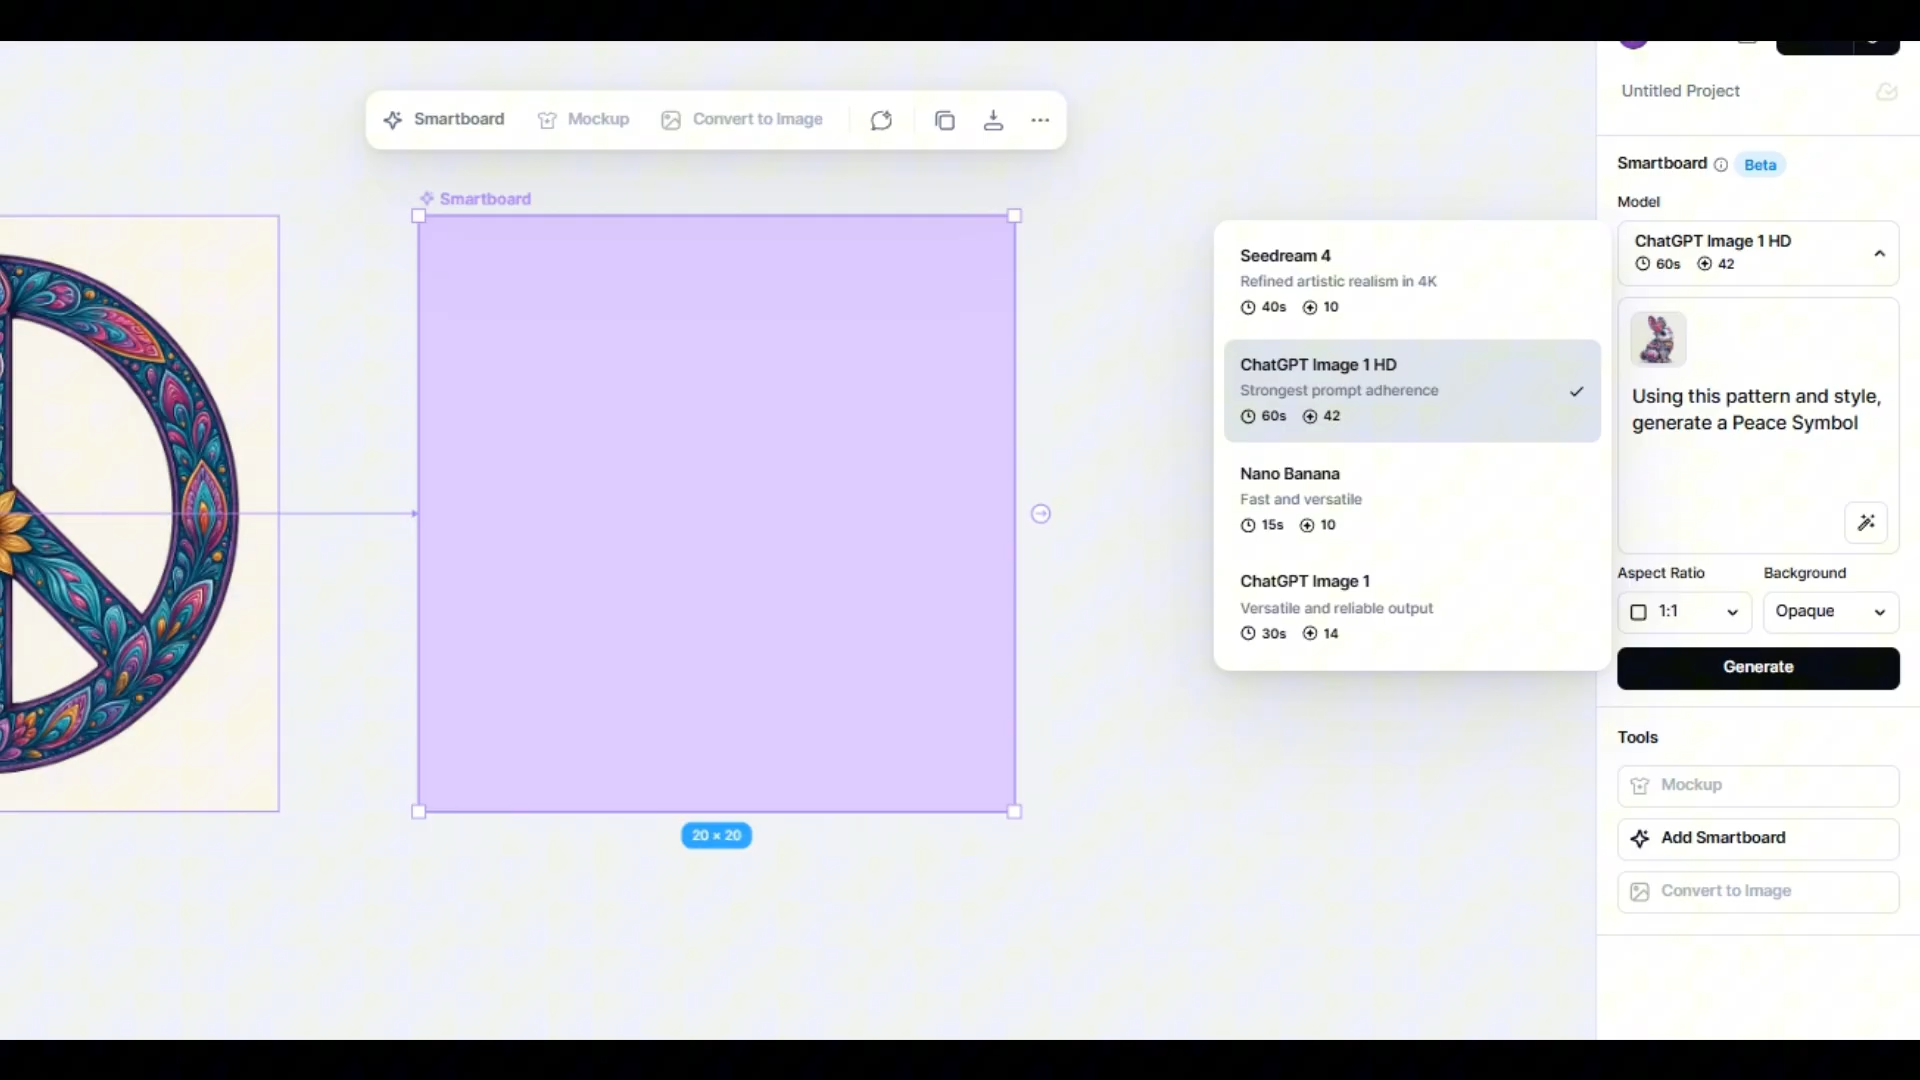 Smartboard
Mockup
Convert to Image
Smartboard
20 × 20
Seedream 4
Refined artistic realism in 4K
40s
10
ChatGPT Image 1 HD
Strongest prompt adherence
60s
42
Nano Banana
Fast and versatile
15s
10
ChatGPT Image 1
Versatile and reliable output
30s
14
Untitled Project
Smartboard
Beta
Model
ChatGPT Image 1 HD
60s
42
Using this pattern and style,
generate a Peace Symbol
Aspect Ratio
Background
1:1
Opaque
Generate
Tools
Mockup
Add Smartboard
Convert to Image